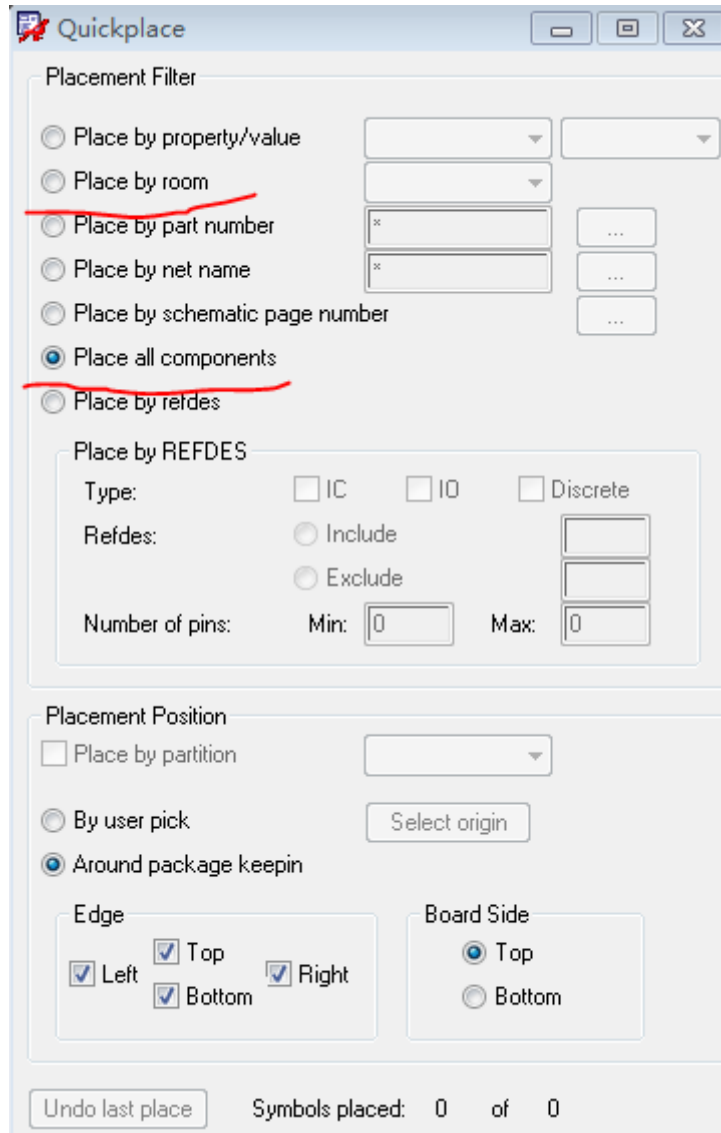 Quickplace
Placement Filter
Place by property/value
Place by room
Place by part number * ...
Place by net name * ...
Place by schematic page number ...
Place all components
Place by refdes
Place by REFDES
Type: IC IO Discrete
Refdes: Include
Exclude
Number of pins: Min: 0 Max: 0
Placement Position
Place by partition
By user pick Select origin
Around package keepin
Edge Board Side
Top Top
Left Right
Bottom Bottom
Undo last place Symbols placed: 0 of 0